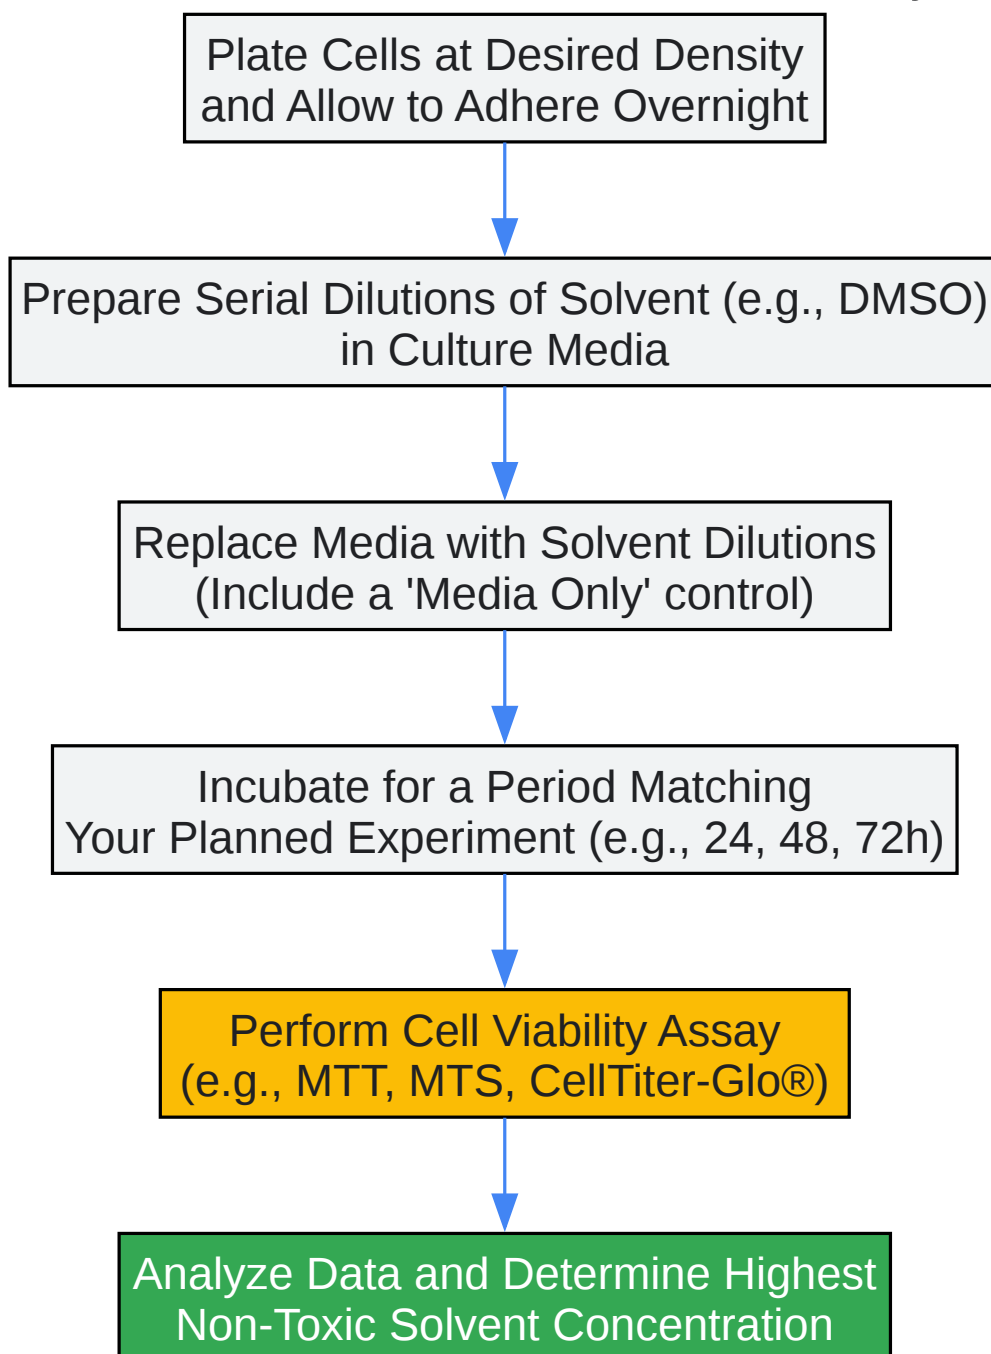 Plate Cells at Desired Density
and Allow to Adhere Overnight
Prepare Serial Dilutions of Solvent (e.g., DMSO)
in Culture Media
Replace Media with Solvent Dilutions
(Include a 'Media Only' control)
Incubate for a Period Matching
Your Planned Experiment (e.g., 24, 48, 72h)
Perform Cell Viability Assay
(e.g., MTT, MTS, CellTiter-Glo®)
Analyze Data and Determine Highest
Non-Toxic Solvent Concentration